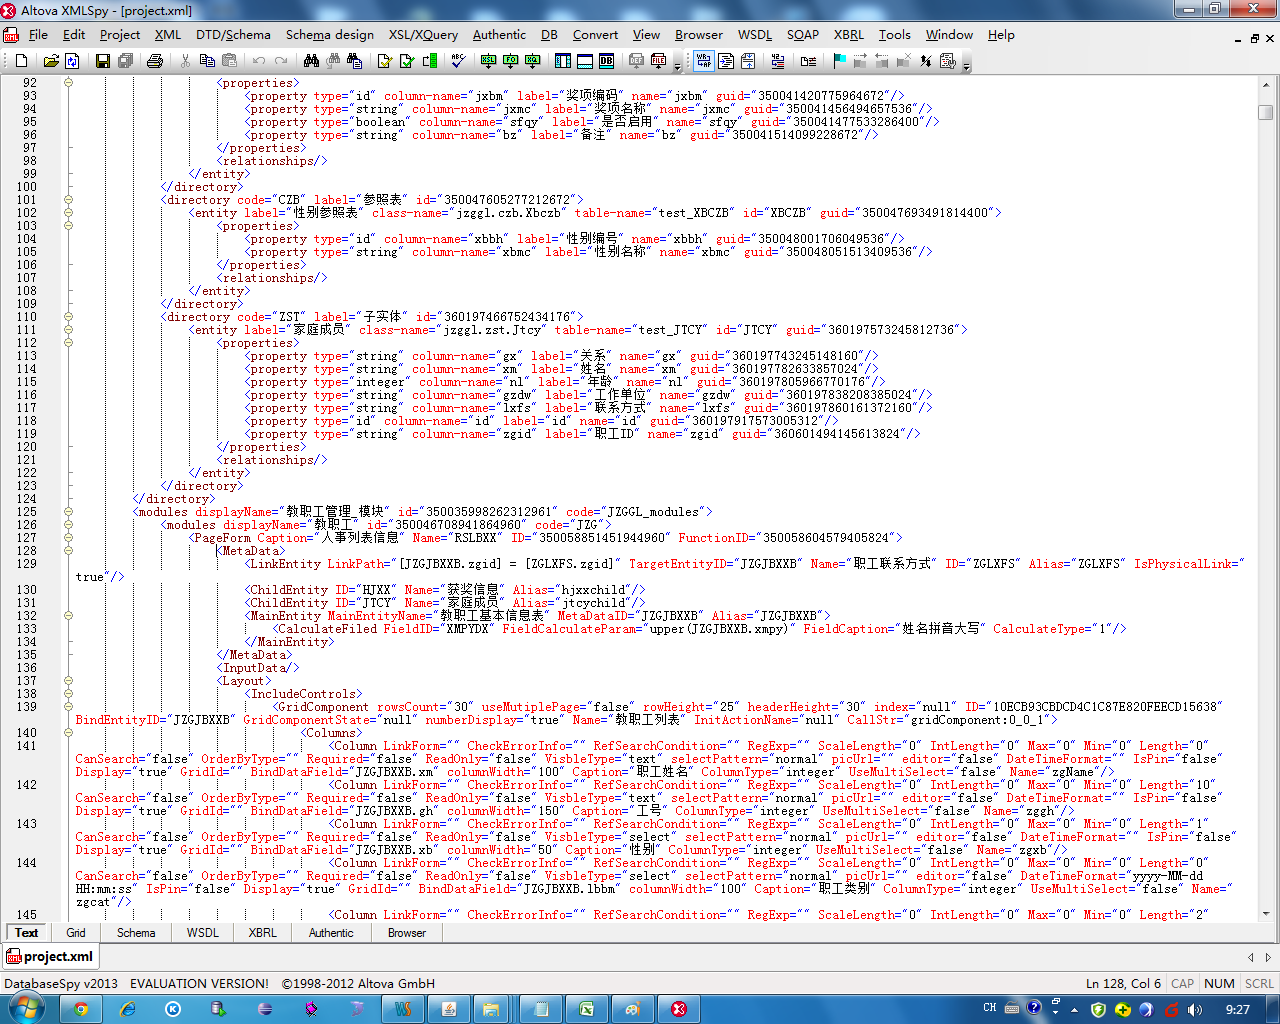 Altova XMLSpy - [project.xml]
File Edit Project XML DTD/Schema Schema design XSL/XQuery Authentic DB Convert View Browser WSDL SOAP XBRL Tools Window Help
92 <properties>
93 <property type="id" column-name="jxbm" label="奖项编码" name="jxbm" guid="350041420775964672"/>
94 <property type="string" column-name="jxmc" label="奖项名称" name="jxmc" guid="350041456494657536"/>
95 <property type="boolean" column-name="sfqy" label="是否启用" name="sfqy" guid="350041477533286400"/>
96 <property type="string" column-name="bz" label="备注" name="bz" guid="350041514099228672"/>
97 </properties>
98 <relationships/>
99 </entity>
100 </directory>
101 <directory code="CZB" label="参照表" id="350047605277212672">
102 <entity label="性别参照表" class-name="jzggl.czb.Xbczb" table-name="test_XBCZB" id="XBCZB" guid="350047693491814400">
103 <properties>
104 <property type="id" column-name="xbbh" label="性别编号" name="xbbh" guid="350048001706049536"/>
105 <property type="string" column-name="xbmc" label="性别名称" name="xbmc" guid="350048051513409536"/>
106 </properties>
107 <relationships/>
108 </entity>
109 </directory>
110 <directory code="ZST" label="子实体" id="360197466752434176">
111 <entity label="家庭成员" class-name="jzggl.zst.Jtcy" table-name="test_JTCY" id="JTCY" guid="360197573245812736">
112 <properties>
113 <property type="string" column-name="gx" label="关系" name="gx" guid="360197743245148160"/>
114 <property type="string" column-name="xm" label="姓名" name="xm" guid="360197782633857024"/>
115 <property type="integer" column-name="nl" label="年龄" name="nl" guid="360197805966770176"/>
116 <property type="string" column-name="gzdw" label="工作单位" name="gzdw" guid="360197838208385024"/>
117 <property type="string" column-name="lxfs" label="联系方式" name="lxfs" guid="360197860161372160"/>
118 <property type="id" column-name="id" label="id" name="id" guid="360197917573005312"/>
119 <property type="string" column-name="zgid" label="职工ID" name="zgid" guid="360601494145613824"/>
120 </properties>
121 <relationships/>
122 </entity>
123 </directory>
124 </directory>
125 <modules displayName="教职工管理_模块" id="350035998262312961" code="JZGGL_modules">
126 <modules displayName="教职工" id="350046708941864960" code="JZG">
127 <PageForm Caption="人事列表信息" Name="RSLBXX" ID="350058851451944960" FunctionID="350058604579405824">
128 <MetaData>
129 <LinkEntity LinkPath="[JZGJBXXB.zgid] = [ZGLXFS.zgid]" TargetEntityID="JZGJBXXB" Name="职工联系方式" ID="ZGLXFS" Alias="ZGLXFS" IsPhysicalLink="
true"/>
130 <ChildEntity ID="HJXX" Name="获奖信息" Alias="hjxxchild"/>
131 <ChildEntity ID="JTCY" Name="家庭成员" Alias="jtcychild"/>
132 <MainEntity MainEntityName="教职工基本信息表" MetaDataID="JZGJBXXB" Alias="JZGJBXXB">
133 <CalculateFiled FieldID="XMPYDX" FieldCalculateParam="upper(JZGJBXXB.xmpy)" FieldCaption="姓名拼音大写" CalculateType="1"/>
134 </MainEntity>
135 </MetaData>
136 <InputData/>
137 <Layout>
138 <IncludeControls>
139 <GridComponent rowsCount="30" useMutiplePage="false" rowHeight="25" headerHeight="30" index="null" ID="10ECB93CBDCD4C1C87E820FEECD15638"
BindEntityID="JZGJBXXB" GridComponentState="null" numberDisplay="true" Name="教职工列表" InitActionName="null" CallStr="gridComponent:0_0_1">
140 <Columns>
141 <Column LinkForm="" CheckErrorInfo="" RefSearchCondition="" RegExp="" ScaleLength="0" IntLength="0" Max="0" Min="0" Length="0"
CanSearch="false" OrderByType="" Required="false" ReadOnly="false" VisbleType="text" selectPattern="normal" picUrl="" editor="false" DateTimeFormat="" IsPin="false"
Display="true" GridId="" BindDataField="JZGJBXXB.xm" columnWidth="100" Caption="职工姓名" ColumnType="integer" UseMultiSelect="false" Name="zgName"/>
142 <Column LinkForm="" CheckErrorInfo="" RefSearchCondition="" RegExp="" ScaleLength="0" IntLength="0" Max="0" Min="0" Length="10"
CanSearch="false" OrderByType="" Required="false" ReadOnly="false" VisbleType="text" selectPattern="normal" picUrl="" editor="false" DateTimeFormat="" IsPin="false"
Display="true" GridId="" BindDataField="JZGJBXXB.gh" columnWidth="150" Caption="工号" ColumnType="integer" UseMultiSelect="false" Name="zggh"/>
143 <Column LinkForm="" CheckErrorInfo="" RefSearchCondition="" RegExp="" ScaleLength="0" IntLength="0" Max="0" Min="0" Length="1"
CanSearch="false" OrderByType="" Required="false" ReadOnly="false" VisbleType="select" selectPattern="normal" picUrl="" editor="false" DateTimeFormat="" IsPin="false"
Display="true" GridId="" BindDataField="JZGJBXXB.xb" columnWidth="50" Caption="性别" ColumnType="integer" UseMultiSelect="false" Name="zgxb"/>
144 <Column LinkForm="" CheckErrorInfo="" RefSearchCondition="" RegExp="" ScaleLength="0" IntLength="0" Max="0" Min="0" Length="0"
CanSearch="false" OrderByType="" Required="false" ReadOnly="false" VisbleType="select" selectPattern="normal" picUrl="" editor="false" DateTimeFormat="yyyy-MM-dd
HH:mm:ss" IsPin="false" Display="true" GridId="" BindDataField="JZGJBXXB.lbbm" columnWidth="100" Caption="职工类别" ColumnType="integer" UseMultiSelect="false" Name="
zgcat"/>
145 <Column LinkForm="" CheckErrorInfo="" RefSearchCondition="" RegExp="" ScaleLength="0" IntLength="0" Max="0" Min="0" Length="2"
Text Grid Schema WSDL XBRL Authentic Browser
project.xml
DatabaseSpy v2013 EVALUATION VERSION! ©1998-2012 Altova GmbH Ln 128, Col 6 CAP NUM SCRL
CH 9:27